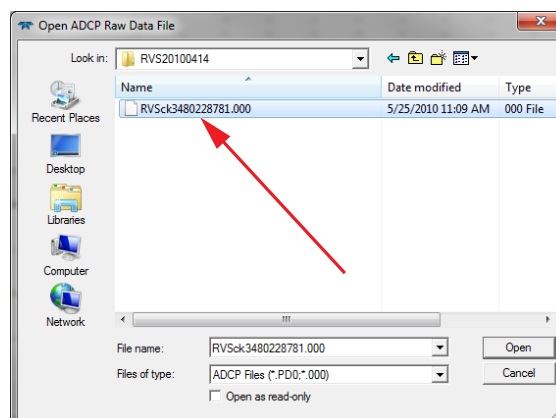 Open ADCP Raw Data File
Look in: RVS20100414
Name Date modified Type
RVSck3480228781.000 5/25/2010 11:09 AM 000 File
Recent Places
Desktop
Libraries
Computer
Network
File name: RVSck3480228781.000 Open
Files of type: ADCP Files (*.PD0;*.000) Cancel
Open as read-only